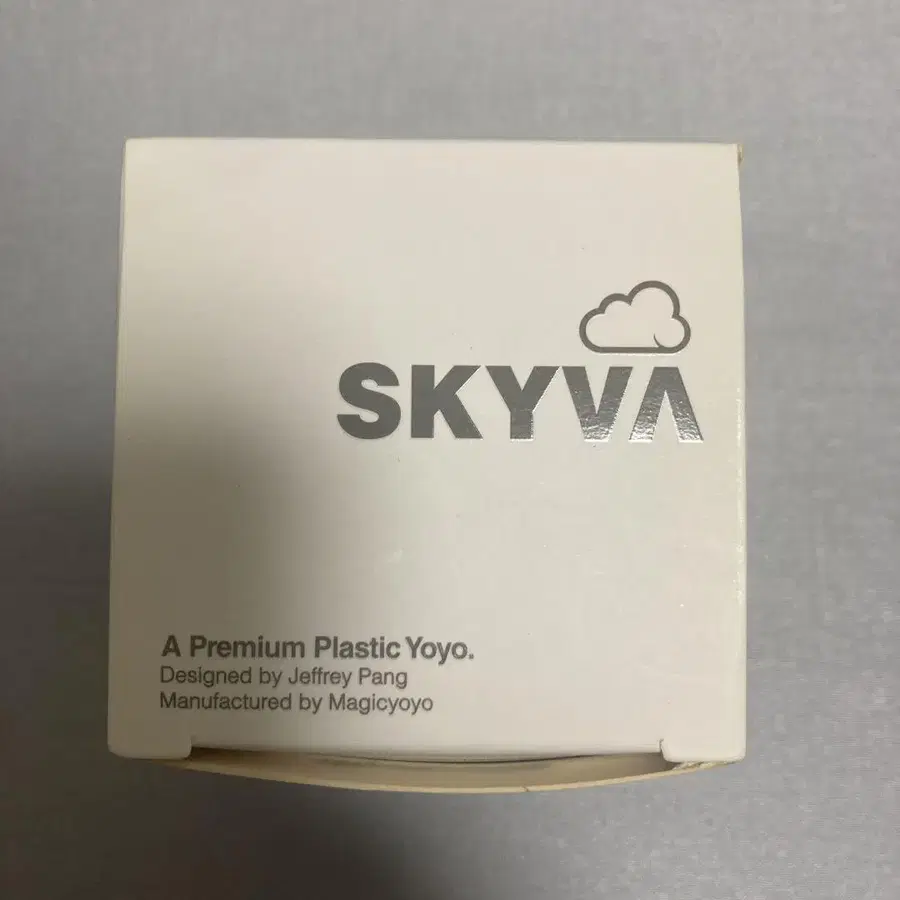 SKYVA
A Premium Plastic Yoyo.
Designed by Jeffrey Pang
Manufactured by Magicyoyo